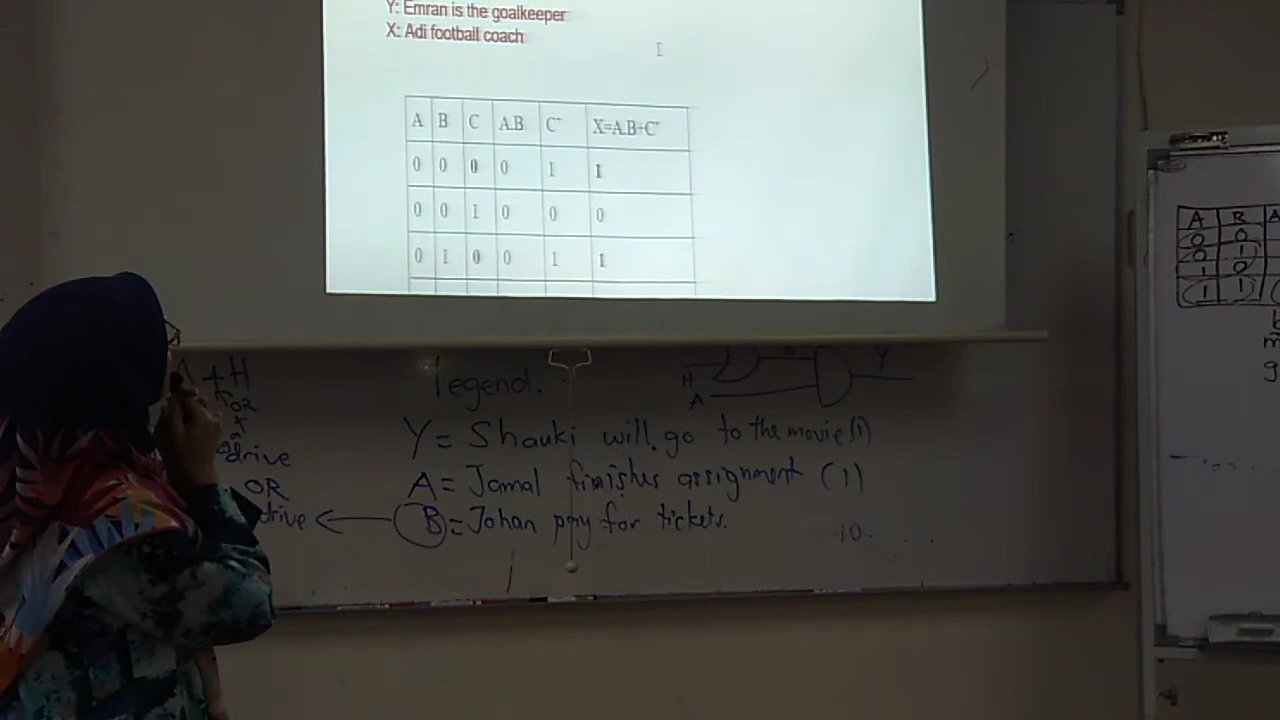 Y: Emran is the goalkeeper
X: Adi football coach
A B C A.B C' X=A.B+C'
0 0 0 0 1 1
0 0 1 0 0 0
0 1 0 0 1 1
+ H
OR
drive
OR
drive
legend.
H
A
Y
Y = Shauki will go to the movie (1)
A = Jamal finishes assignment (1)
B = Johan pay for tickets.
10.
A B A
0 0
0 1
1 0
1 1